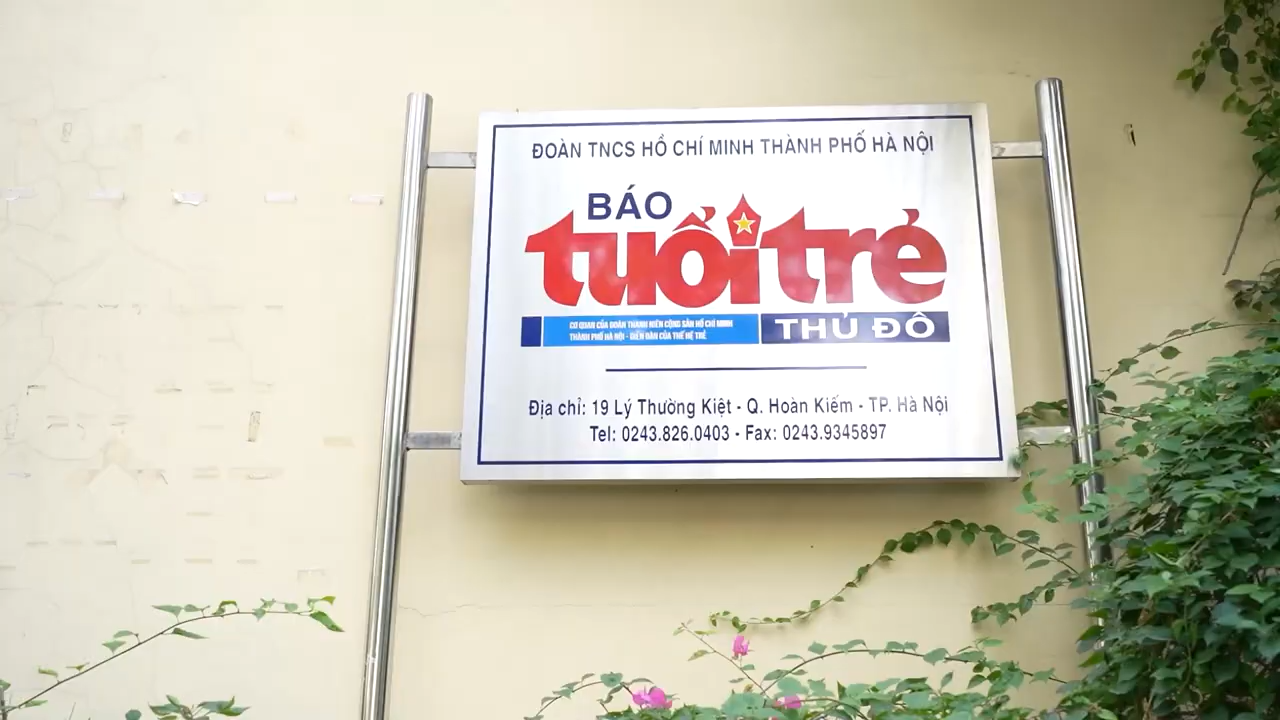 ĐOÀN TNCS HỒ CHÍ MINH THÀNH PHỐ HÀ NỘI
BÁO
tuổi trẻ
CƠ QUAN CỦA ĐOÀN THANH NIÊN CỘNG SẢN HỒ CHÍ MINH
THÀNH PHỐ HÀ NỘI - DIỄN ĐÀN CỦA THẾ HỆ TRẺ
THỦ ĐÔ
Địa chỉ: 19 Lý Thường Kiệt - Q. Hoàn Kiếm - TP. Hà Nội
Tel: 0243.826.0403 - Fax: 0243.9345897